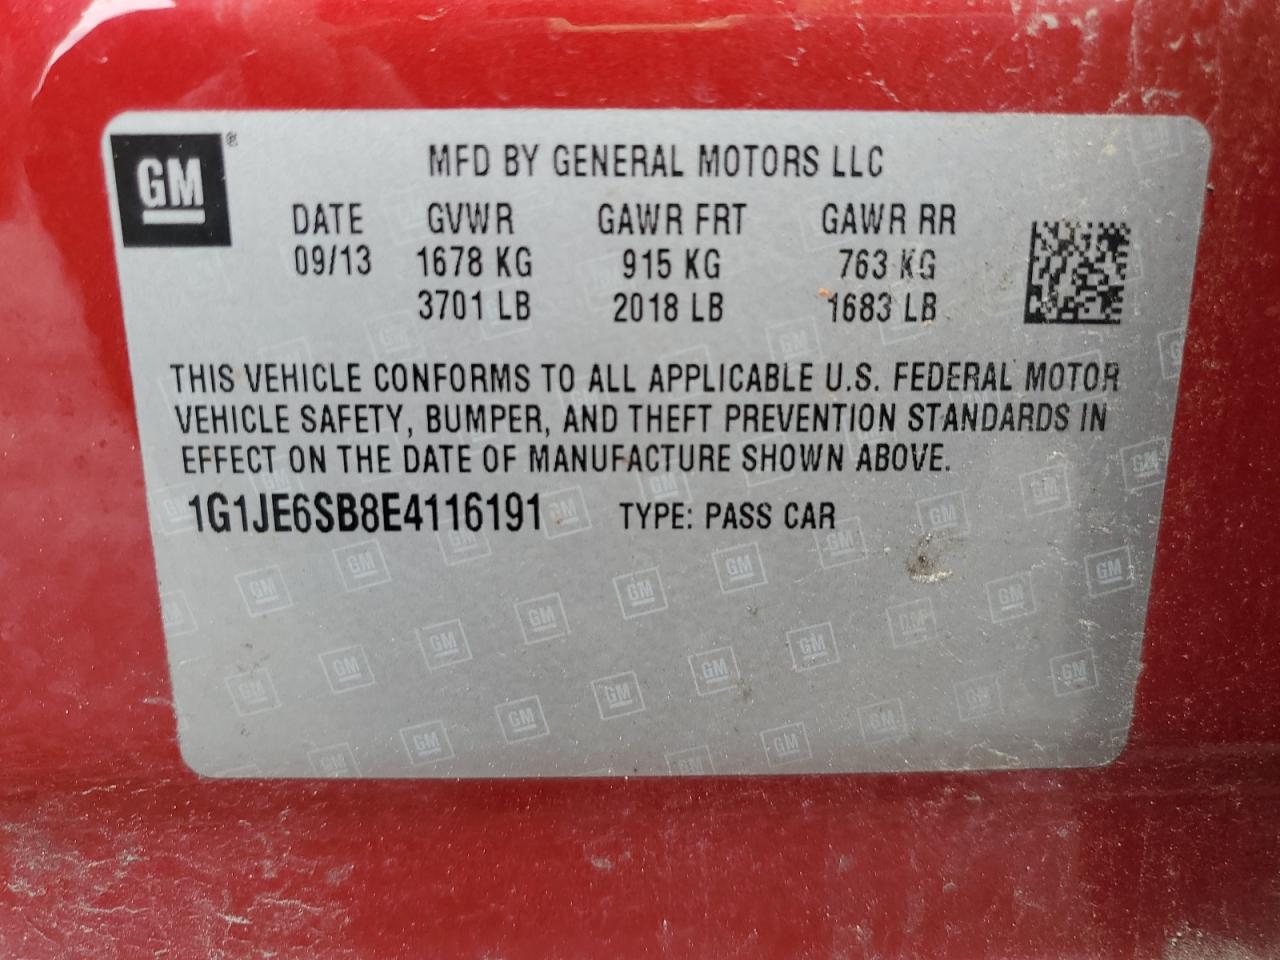 GM ®
MFD BY GENERAL MOTORS LLC
DATE GVWR GAWR FRT GAWR RR
09/13 1678 KG 915 KG 763 KG
3701 LB 2018 LB 1683 LB
THIS VEHICLE CONFORMS TO ALL APPLICABLE U.S. FEDERAL MOTOR
VEHICLE SAFETY, BUMPER, AND THEFT PREVENTION STANDARDS IN
EFFECT ON THE DATE OF MANUFACTURE SHOWN ABOVE.
1G1JE6SB8E4116191 TYPE: PASS CAR